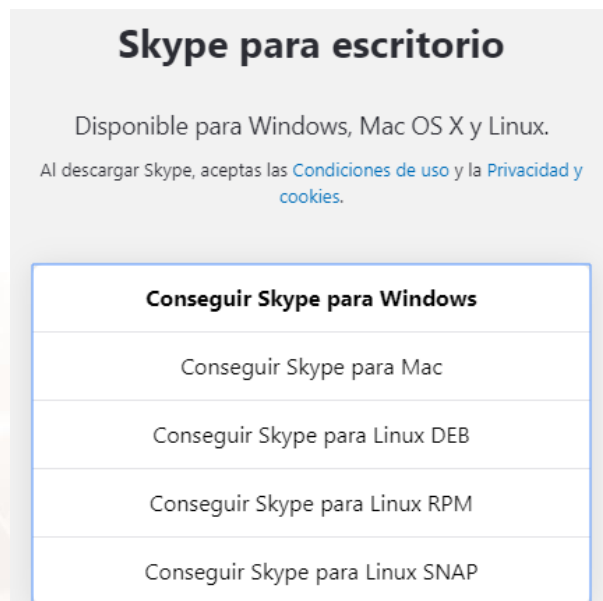 Skype para escritorio
Disponible para Windows, Mac OS X y Linux.
Al descargar Skype, aceptas las Condiciones de uso y la Privacidad y
cookies.
Conseguir Skype para Windows
Conseguir Skype para Mac
Conseguir Skype para Linux DEB
Conseguir Skype para Linux RPM
Conseguir Skype para Linux SNAP